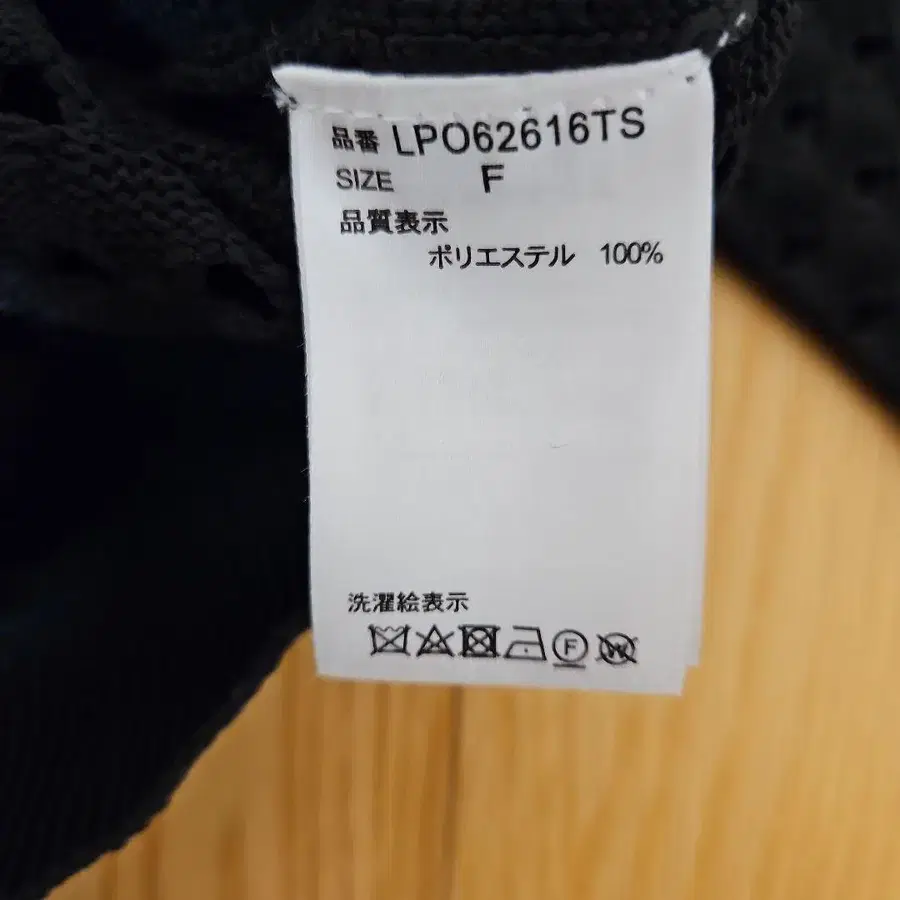 品番 LPO62616TS
SIZE F
品質表示
ポリエステル 100%
洗濯絵表示
F W